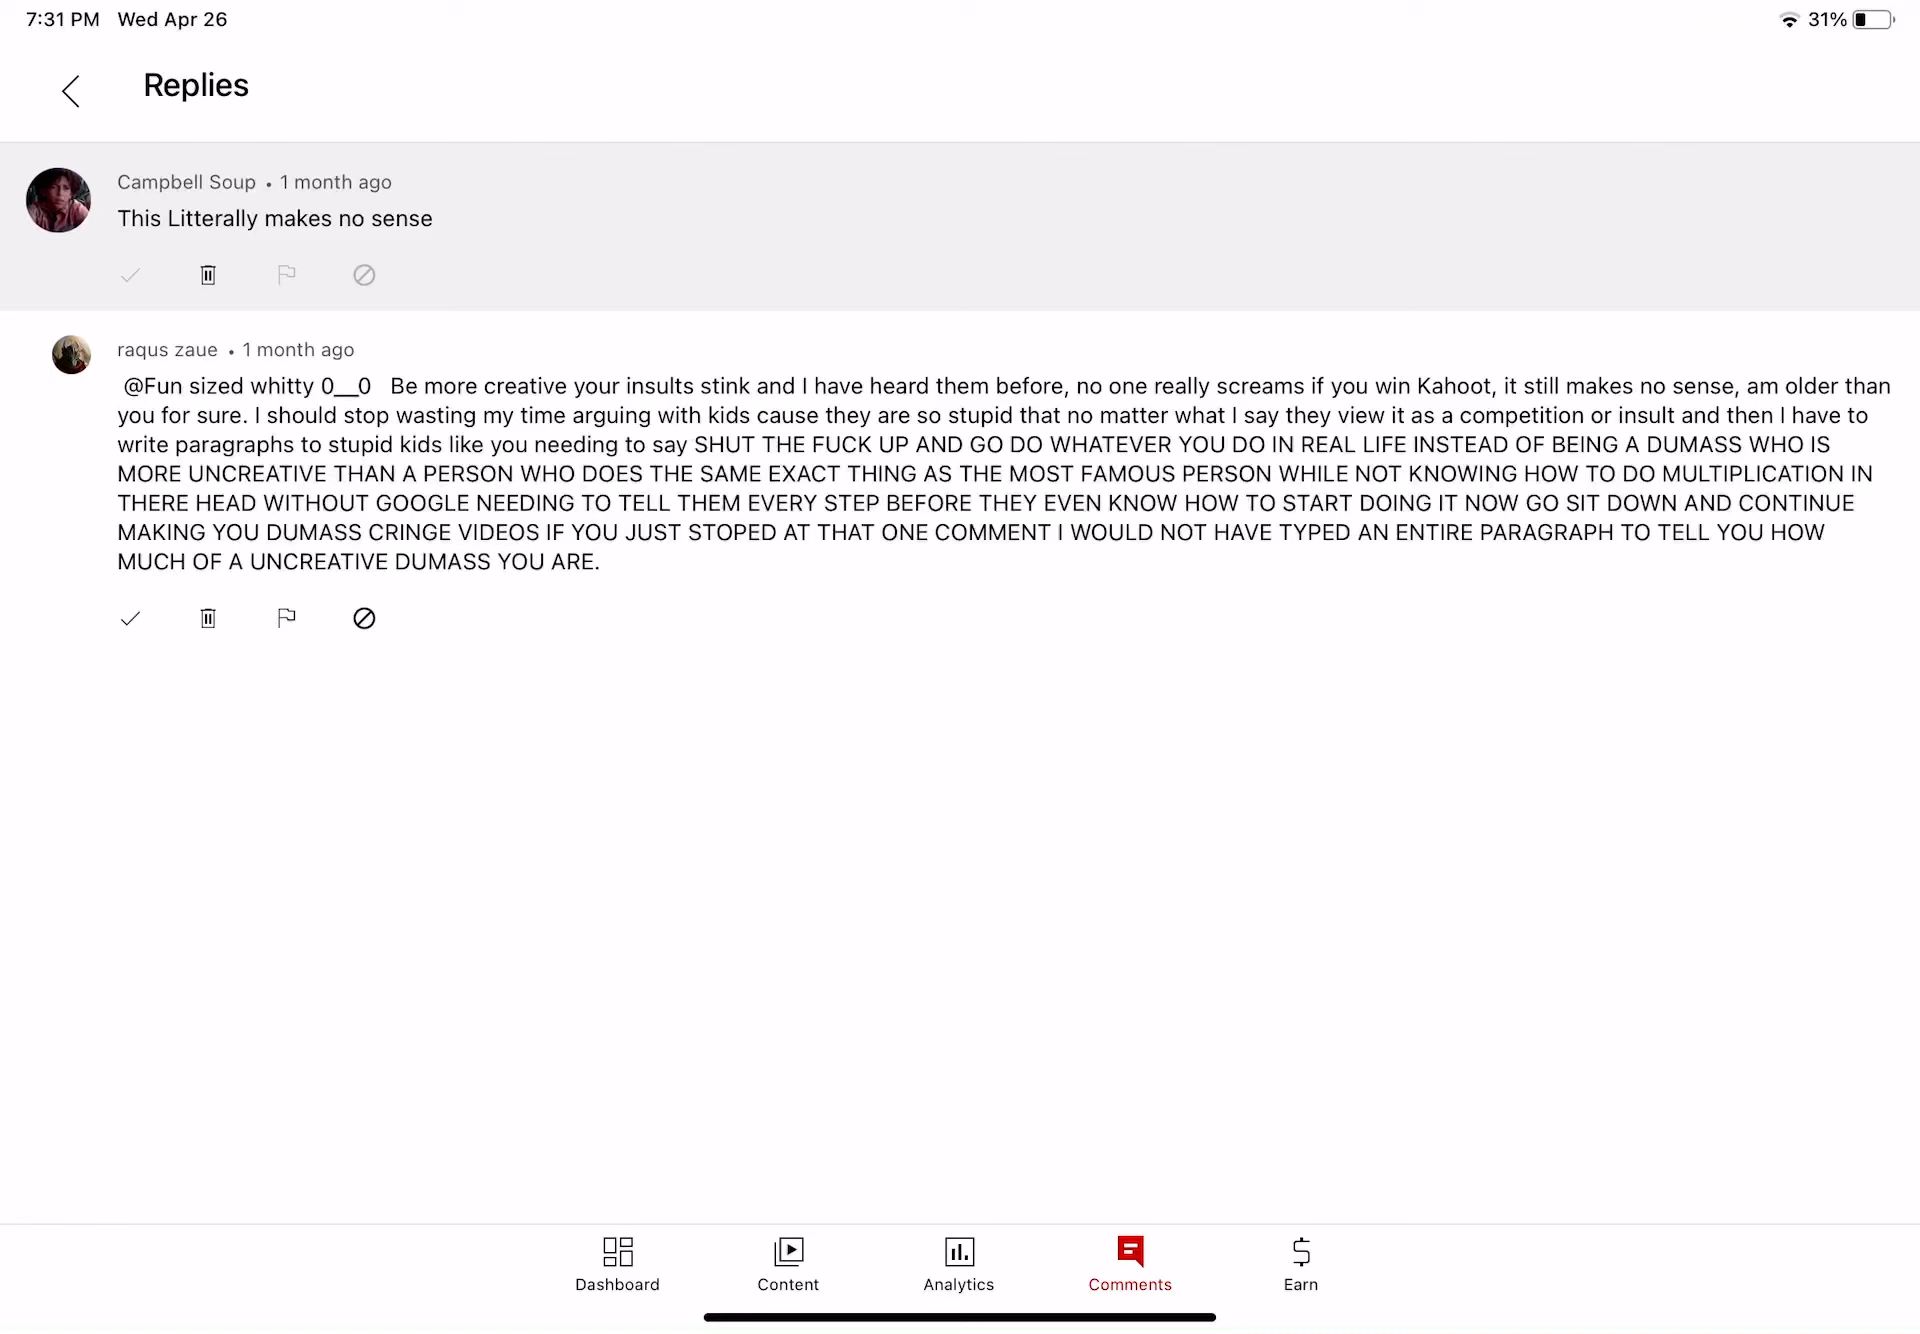 7:31 PM Wed Apr 26
31%
Replies
Campbell Soup • 1 month ago
This Litterally makes no sense
raqus zaue • 1 month ago
@Fun sized whitty 0__0 Be more creative your insults stink and I have heard them before, no one really screams if you win Kahoot, it still makes no sense, am older than
you for sure. I should stop wasting my time arguing with kids cause they are so stupid that no matter what I say they view it as a competition or insult and then I have to
write paragraphs to stupid kids like you needing to say SHUT THE FUCK UP AND GO DO WHATEVER YOU DO IN REAL LIFE INSTEAD OF BEING A DUMASS WHO IS
MORE UNCREATIVE THAN A PERSON WHO DOES THE SAME EXACT THING AS THE MOST FAMOUS PERSON WHILE NOT KNOWING HOW TO DO MULTIPLICATION IN
THERE HEAD WITHOUT GOOGLE NEEDING TO TELL THEM EVERY STEP BEFORE THEY EVEN KNOW HOW TO START DOING IT NOW GO SIT DOWN AND CONTINUE
MAKING YOU DUMASS CRINGE VIDEOS IF YOU JUST STOPED AT THAT ONE COMMENT I WOULD NOT HAVE TYPED AN ENTIRE PARAGRAPH TO TELL YOU HOW
MUCH OF A UNCREATIVE DUMASS YOU ARE.
Dashboard
Content
Analytics
Comments
Earn